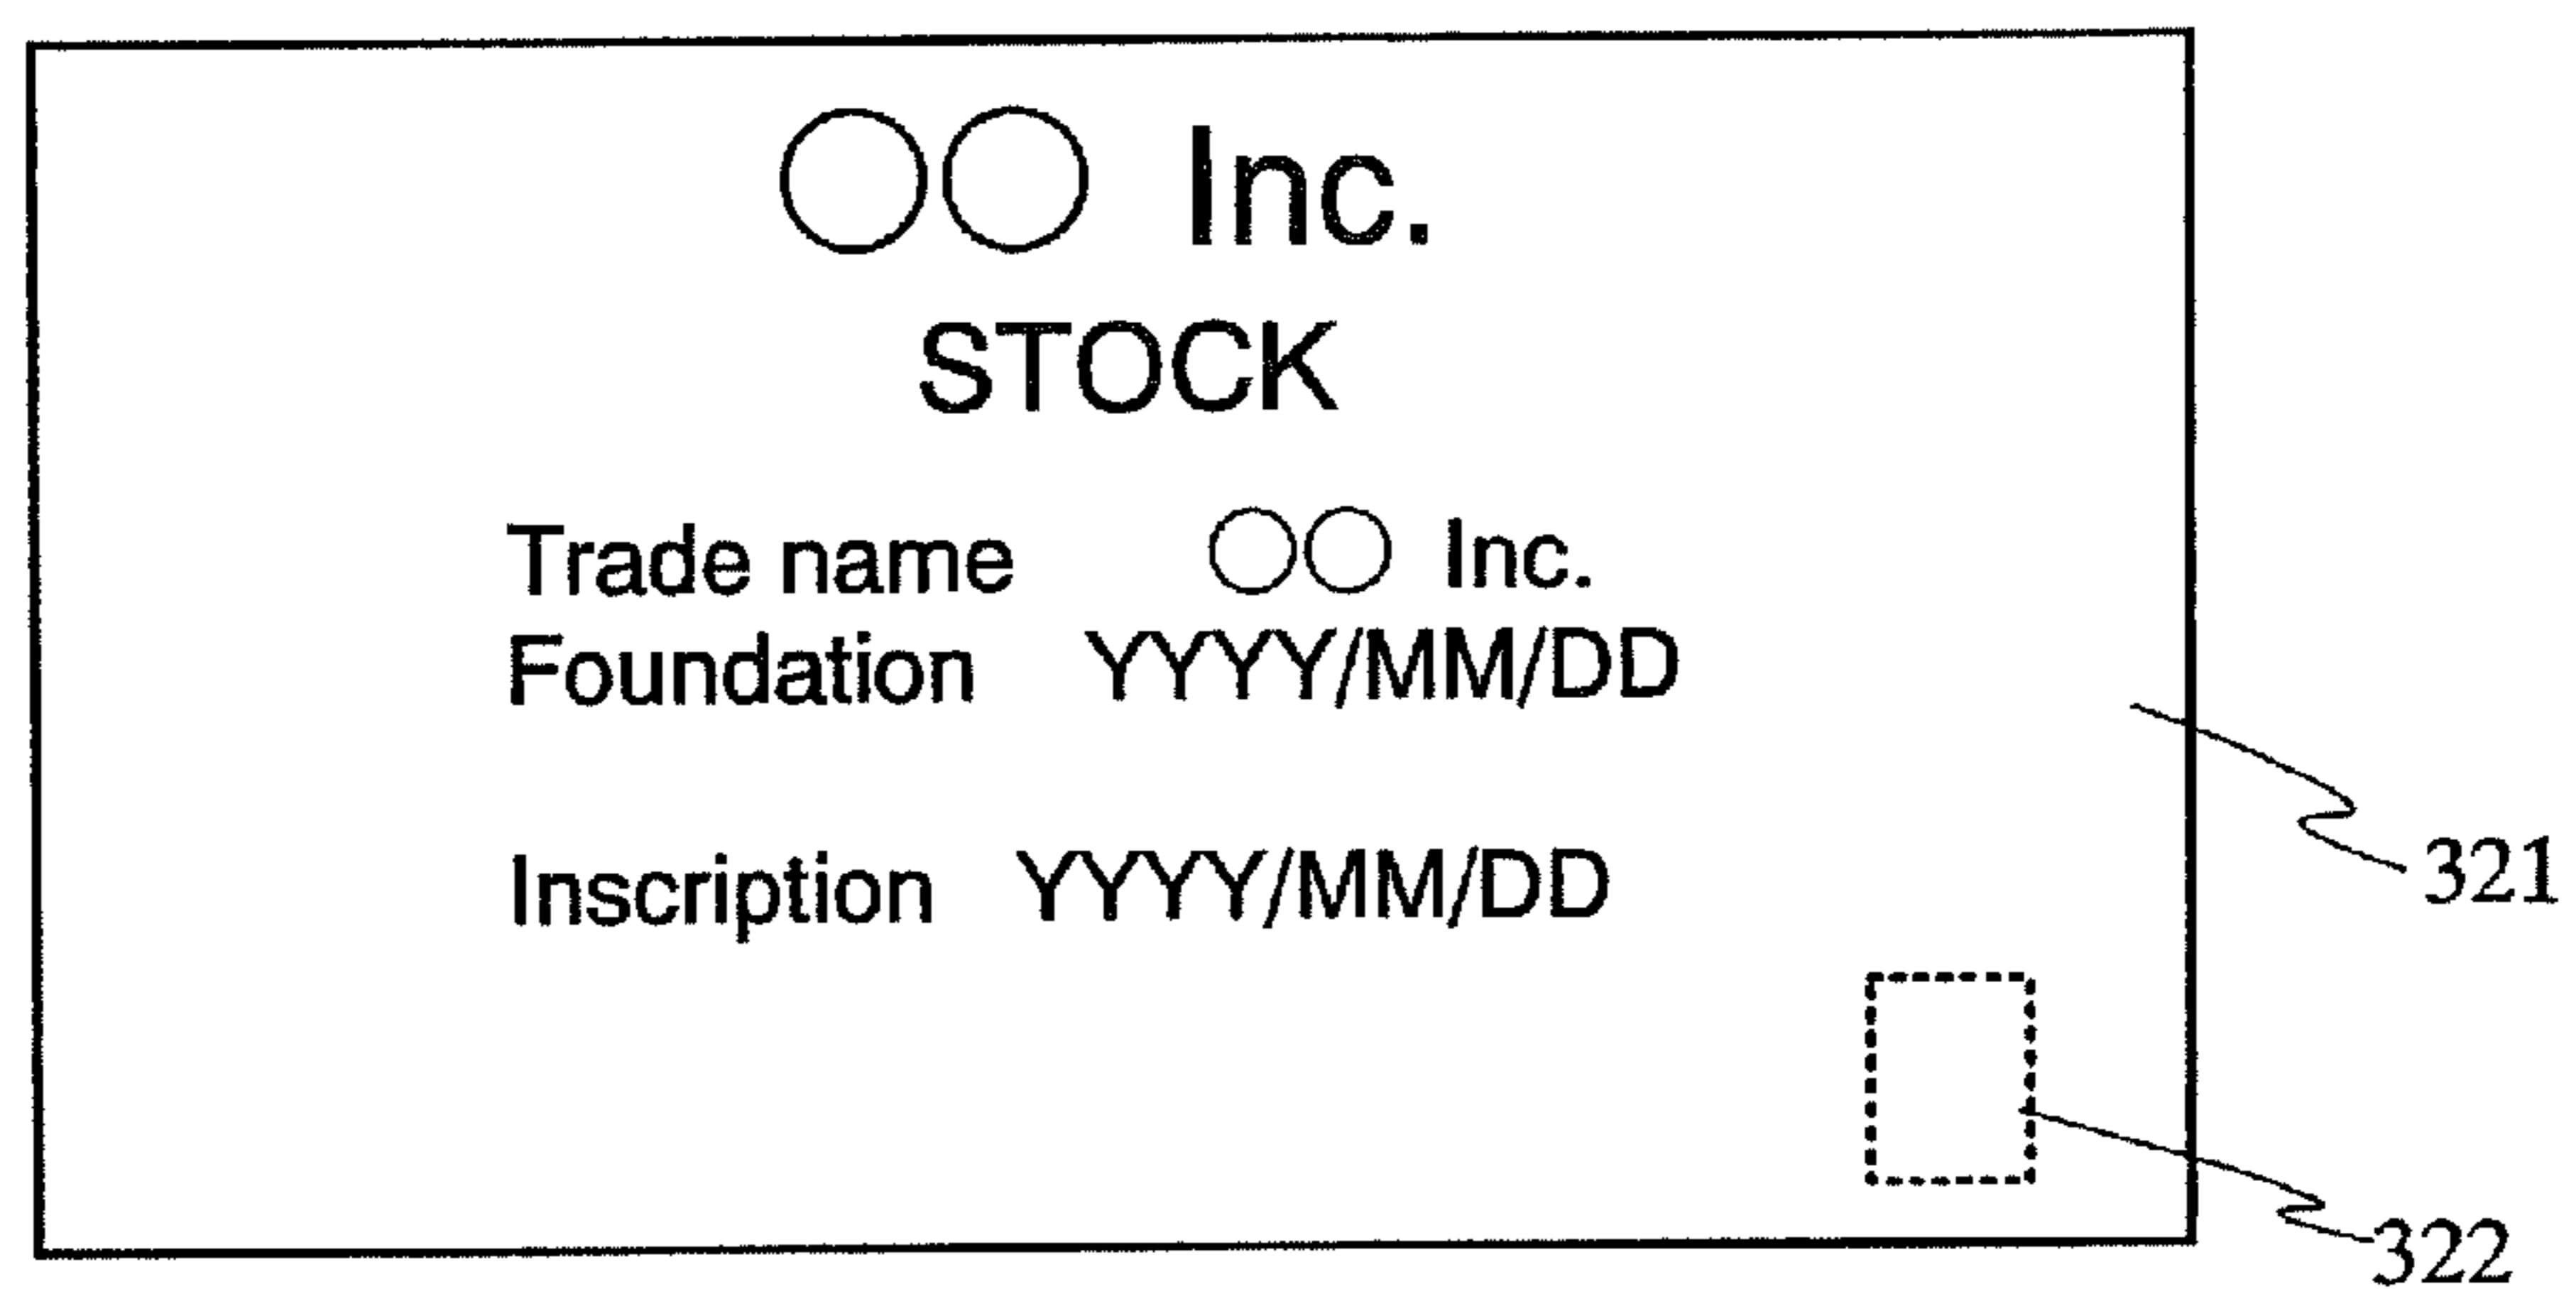 ○○ Inc.
STOCK
Trade name ○○ Inc.
Foundation YYYY/MM/DD
Inscription YYYY/MM/DD
321
322